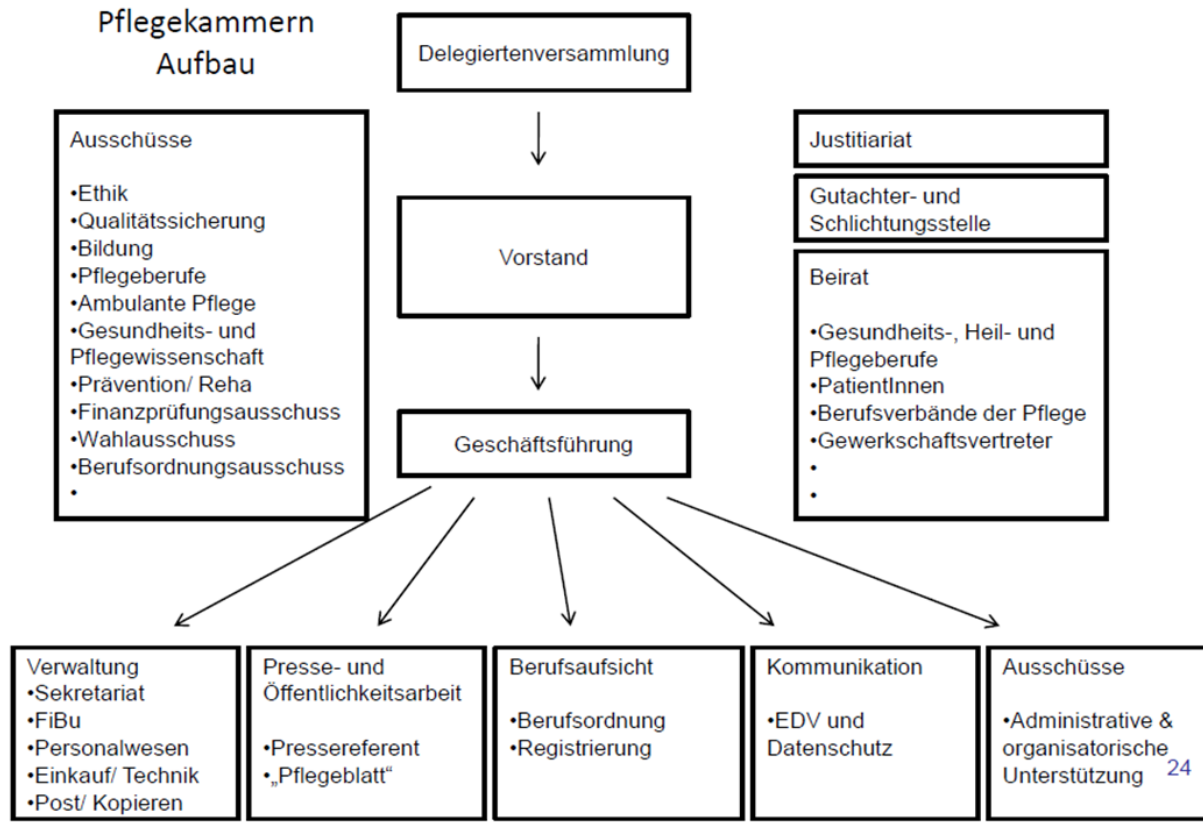 Pflegekammern
Aufbau
Delegiertenversammlung
Ausschüsse
•Ethik
•Qualitätssicherung
•Bildung
•Pflegeberufe
•Ambulante Pflege
•Gesundheits- und
Pflegewissenschaft
•Prävention/ Reha
•Finanzprüfungsausschuss
•Wahlausschuss
•Berufsordnungsausschuss
•
Vorstand
Geschäftsführung
Justitiariat
Gutachter- und
Schlichtungsstelle
Beirat
•Gesundheits-, Heil- und
Pflegeberufe
•PatientInnen
•Berufsverbände der Pflege
•Gewerkschaftsvertreter
•
•
Verwaltung
•Sekretariat
•FiBu
•Personalwesen
•Einkauf/ Technik
•Post/ Kopieren
Presse- und
Öffentlichkeitsarbeit
•Pressereferent
•„Pflegeblatt“
Berufsaufsicht
•Berufsordnung
•Registrierung
Kommunikation
•EDV und
Datenschutz
Ausschüsse
•Administrative &
organisatorische
Unterstützung
24